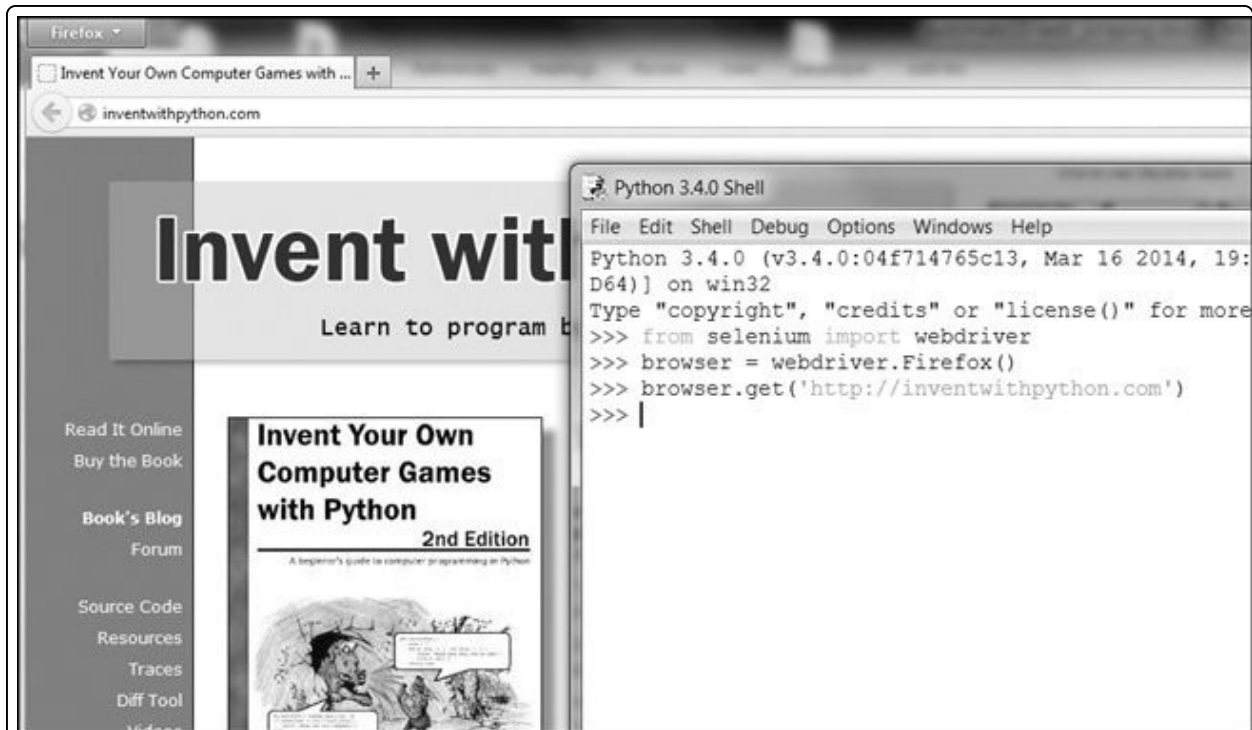 Firefox
Invent Your Own Computer Games with ...
+
inventwithpython.com
Invent with
Learn to program b
Read It Online
Buy the Book
Book's Blog
Forum
Source Code
Resources
Traces
Diff Tool
Videos
Invent Your Own
Computer Games
with Python
2nd Edition
A beginner's guide to computer programming in Python
Python 3.4.0 Shell
File Edit Shell Debug Options Windows Help
Python 3.4.0 (v3.4.0:04f714765c13, Mar 16 2014, 19:
D64)] on win32
Type "copyright", "credits" or "license()" for more
>>> from selenium import webdriver
>>> browser = webdriver.Firefox()
>>> browser.get('http://inventwithpython.com')
>>>